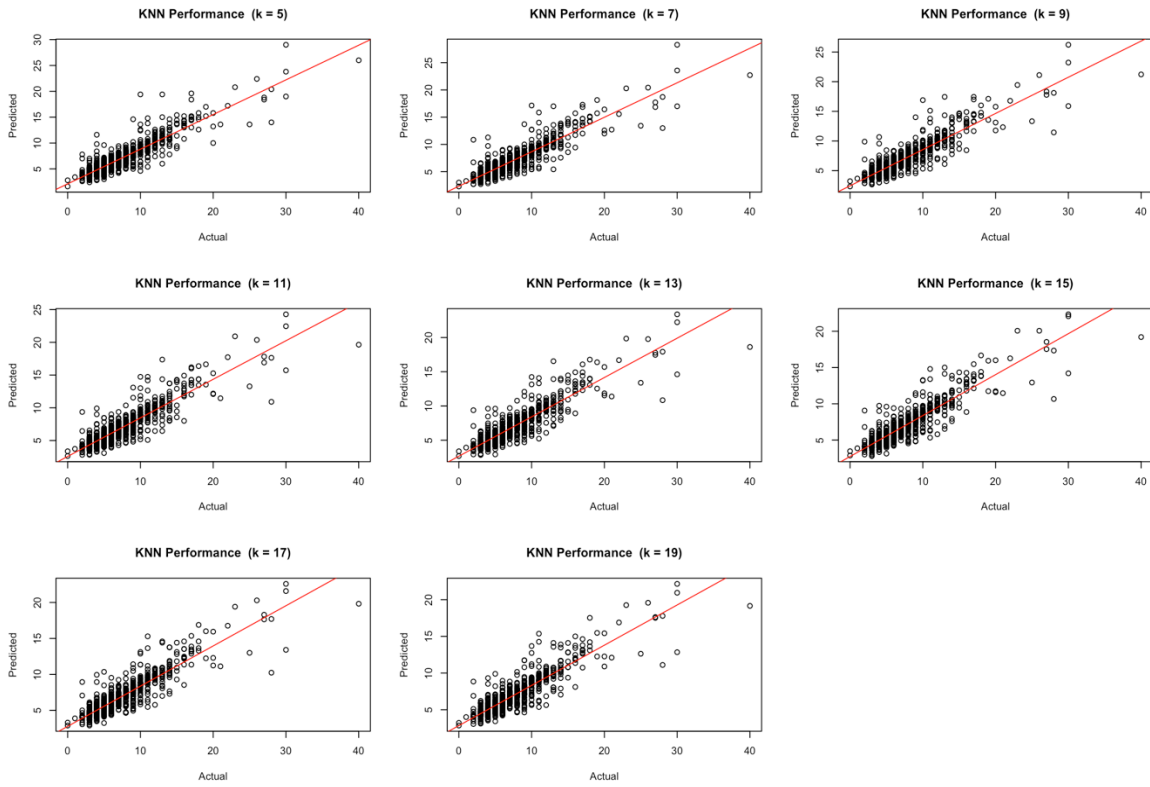 KNN Performance (k = 5)
30
25
20
15
10
5
Predicted
0 10 20 30 40
Actual
KNN Performance (k = 7)
25
20
15
10
5
Predicted
0 10 20 30 40
Actual
KNN Performance (k = 9)
25
20
15
10
5
Predicted
0 10 20 30 40
Actual
KNN Performance (k = 11)
25
20
15
10
5
Predicted
0 10 20 30 40
Actual
KNN Performance (k = 13)
20
15
10
5
Predicted
0 10 20 30 40
Actual
KNN Performance (k = 15)
20
15
10
5
Predicted
0 10 20 30 40
Actual
KNN Performance (k = 17)
20
15
10
5
Predicted
0 10 20 30 40
Actual
KNN Performance (k = 19)
20
15
10
5
Predicted
0 10 20 30 40
Actual